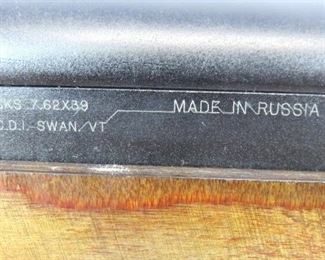 SKS 7.62X39
C.D.I. SWAN, VT
MADE IN RUSSIA